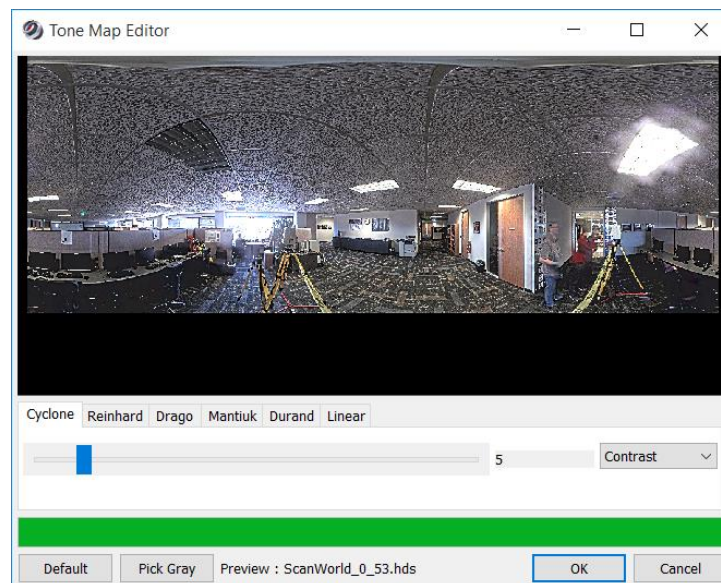 Tone Map Editor
Cyclone Reinhard Drago Mantiuk Durand Linear
5 Contrast
Default Pick Gray Preview : ScanWorld_0_53.hds OK Cancel